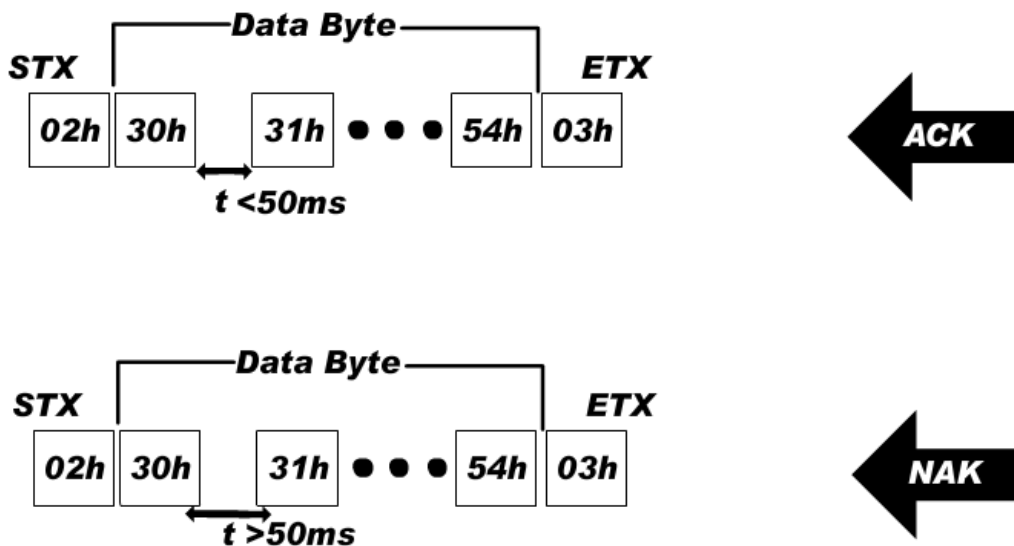 Data Byte
STX ETX
02h 30h 31h 54h 03h ACK
t <50ms
Data Byte
STX ETX
02h 30h 31h 54h 03h NAK
t >50ms